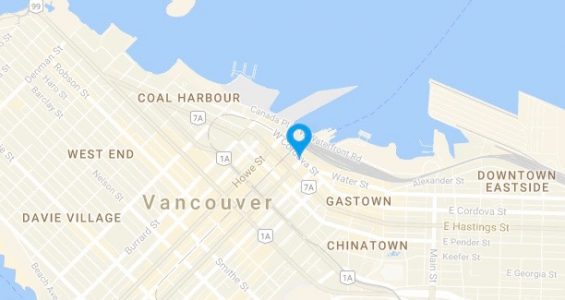 99
Denman St
Robson St
Haro St
Barclay St
COAL HARBOUR
7A
Canada Pl
Waterfront Rd
W Cordova St
1A
Howe St
WEST END
Nelson St
7A
Water St
Alexander St
DOWNTOWN
EASTSIDE
Vancouver
GASTOWN
DAVIE VILLAGE
E Cordova St
E Hastings St
Burrard St
1A
CHINATOWN
E Pender St
Keefer St
Main St
Smithe St
Beach Ave
1A
E Georgia St